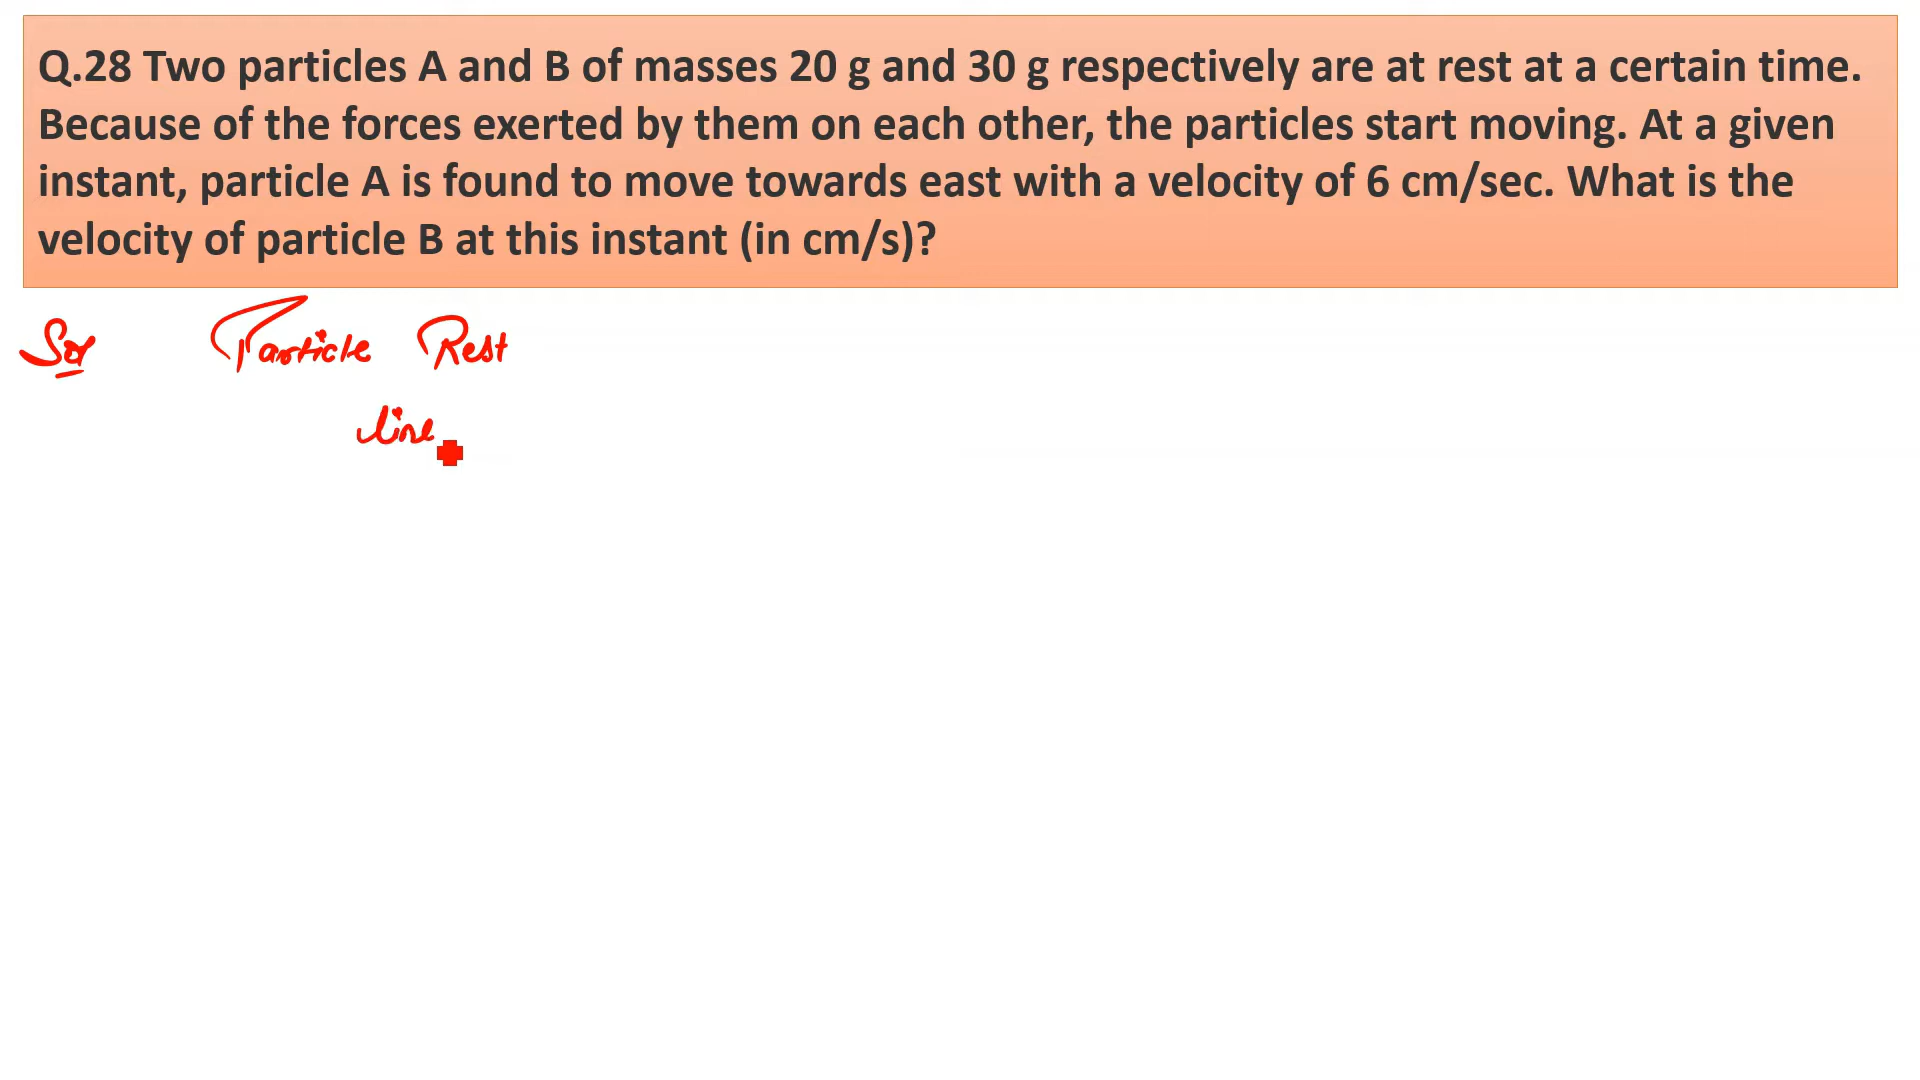 Q.28 Two particles A and B of masses 20 g and 30 g respectively are at rest at a certain time.
Because of the forces exerted by them on each other, the particles start moving. At a given
instant, particle A is found to move towards east with a velocity of 6 cm/sec. What is the
velocity of particle B at this instant (in cm/s)?
Sol Particle Rest
line